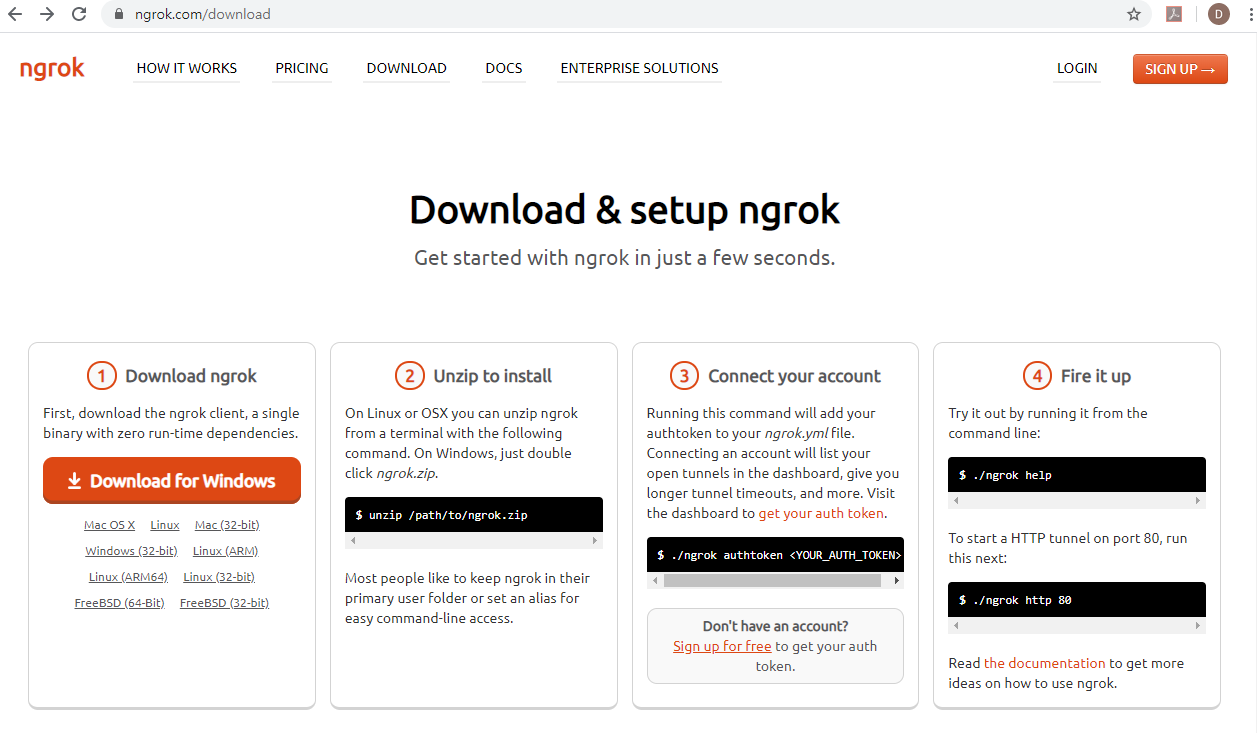 ngrok.com/download
D
ngrok
HOW IT WORKS
PRICING
DOWNLOAD
DOCS
ENTERPRISE SOLUTIONS
LOGIN
SIGN UP →
Download & setup ngrok
Get started with ngrok in just a few seconds.
1 Download ngrok
First, download the ngrok client, a single
binary with zero run-time dependencies.
Download for Windows
Mac OS X Linux Mac (32-bit)
Windows (32-bit) Linux (ARM)
Linux (ARM64) Linux (32-bit)
FreeBSD (64-Bit) FreeBSD (32-bit)
2 Unzip to install
On Linux or OSX you can unzip ngrok
from a terminal with the following
command. On Windows, just double
click ngrok.zip.
$ unzip /path/to/ngrok.zip
Most people like to keep ngrok in their
primary user folder or set an alias for
easy command-line access.
3 Connect your account
Running this command will add your
authtoken to your ngrok.yml file.
Connecting an account will list your
open tunnels in the dashboard, give you
longer tunnel timeouts, and more. Visit
the dashboard to get your auth token.
$ ./ngrok authtoken <YOUR_AUTH_TOKEN>
Don't have an account?
Sign up for free to get your auth
token.
4 Fire it up
Try it out by running it from the
command line:
$ ./ngrok help
To start a HTTP tunnel on port 80, run
this next:
$ ./ngrok http 80
Read the documentation to get more
ideas on how to use ngrok.